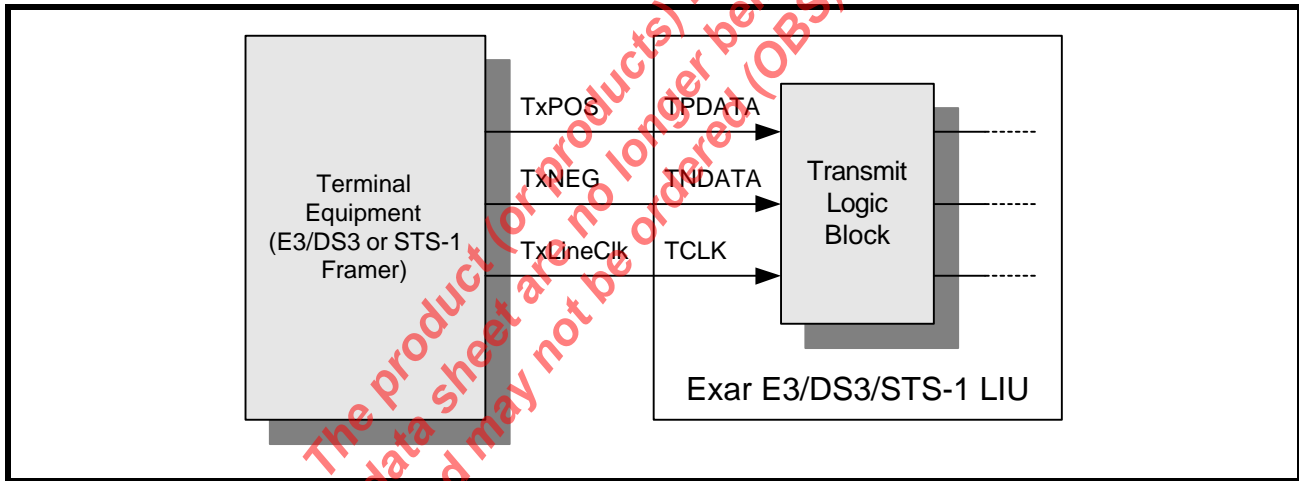 TxPOS
TPDATA
TxNEG
TNDATA
TxLineClk
TCLK
Terminal
Equipment
(E3/DS3 or STS-1
Framer)
Transmit
Logic
Block
Exar E3/DS3/STS-1 LIU
The product (or products)
data sheet are no longer be
d may not be ordered (OBS)